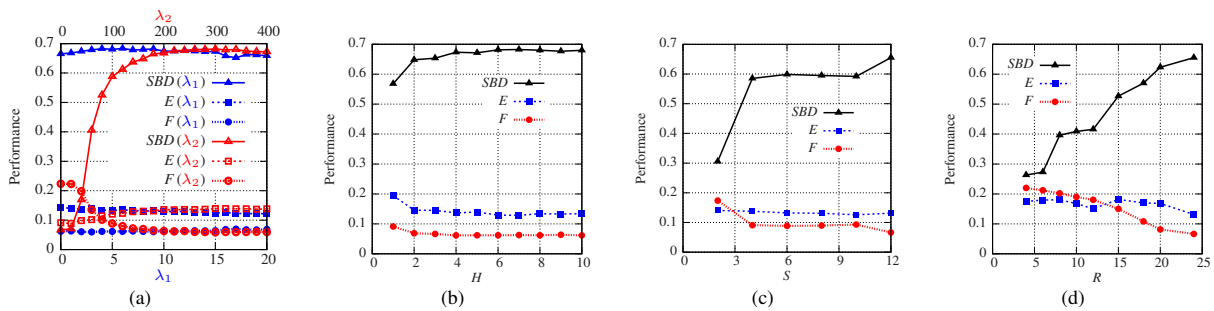 λ2
0 100 200 300 400
0.7
0.6
0.5
0.4
0.3
0.2
0.1
0
Performance
SBD(λ1)
E(λ1)
F(λ1)
SBD(λ2)
E(λ2)
F(λ2)
0 5 10 15 20
λ1
(a)
0.7
0.6
0.5
0.4
0.3
0.2
0.1
0
Performance
SBD
E
F
0 2 4 6 8 10
H
(b)
0.7
0.6
0.5
0.4
0.3
0.2
0.1
0
Performance
SBD
E
F
0 4 8 12
S
(c)
0.7
0.6
0.5
0.4
0.3
0.2
0.1
0
Performance
SBD
E
F
0 5 10 15 20 25
R
(d)